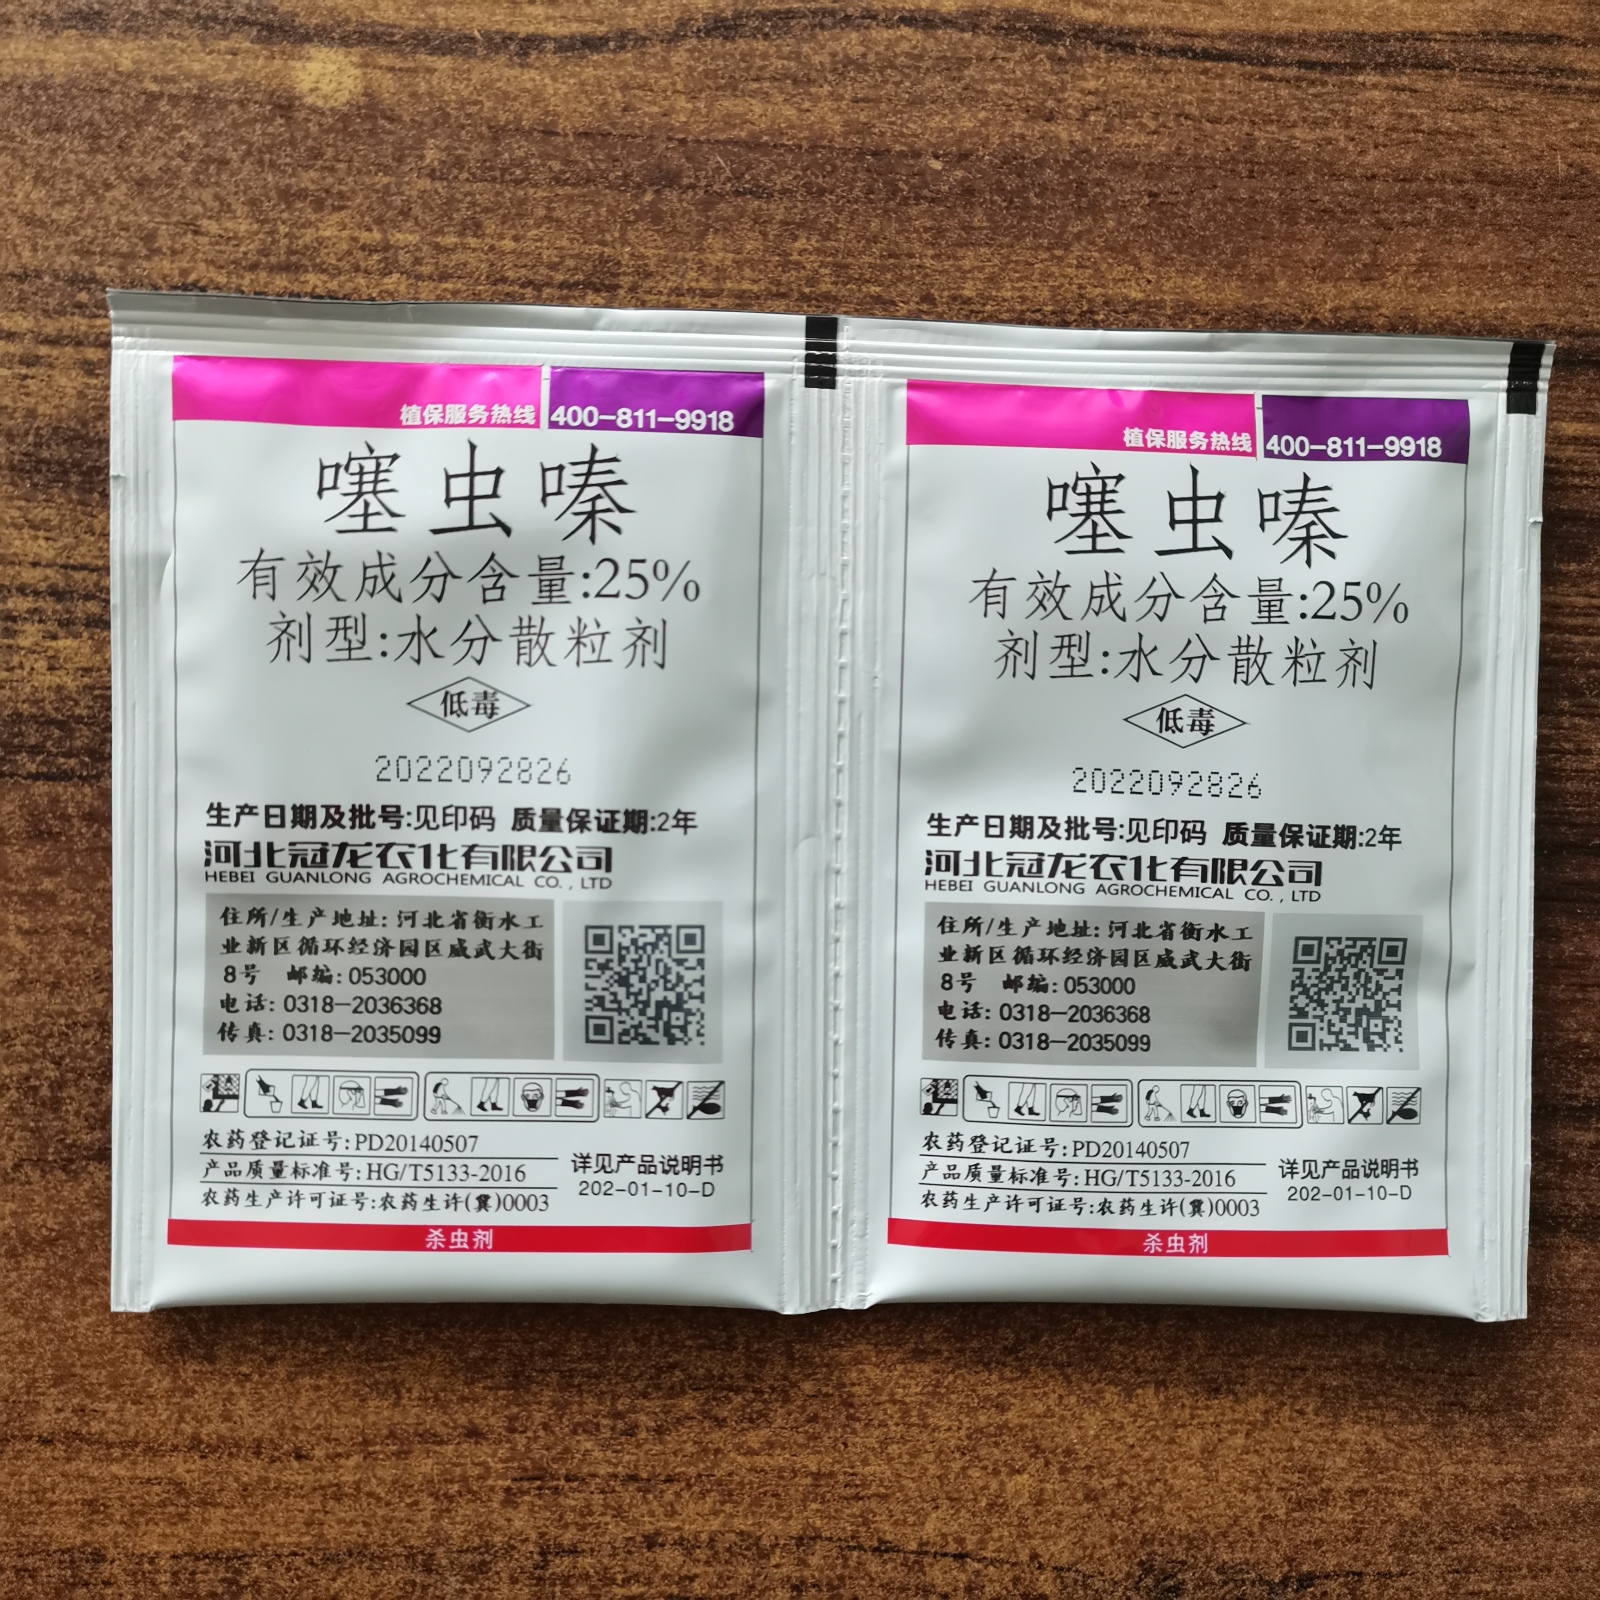 植保服务热线 400-811-9918
噻虫嗪
有效成分含量:25%
剂型:水分散粒剂
低毒
2022092826
生产日期及批号:见印码 质量保证期:2年
河北冠龙农化有限公司
HEBEI GUANLONG AGROCHEMICAL CO., LTD
住所/生产地址: 河北省衡水工
业新区循环经济园区威武大街
8号 邮编: 053000
电话: 0318-2036368
传真: 0318-2035099
农药登记证号:PD20140507
产品质量标准号:HG/T5133-2016
农药生产许可证号:农药生许(冀)0003
详见产品说明书
202-01-10-D
杀虫剂
植保服务热线 400-811-9918
噻虫嗪
有效成分含量:25%
剂型:水分散粒剂
低毒
2022092826
生产日期及批号:见印码 质量保证期:2年
河北冠龙农化有限公司
HEBEI GUANLONG AGROCHEMICAL CO., LTD
住所/生产地址: 河北省衡水工
业新区循环经济园区威武大街
8号 邮编: 053000
电话: 0318-2036368
传真: 0318-2035099
农药登记证号:PD20140507
产品质量标准号:HG/T5133-2016
农药生产许可证号:农药生许(冀)0003
详见产品说明书
202-01-10-D
杀虫剂